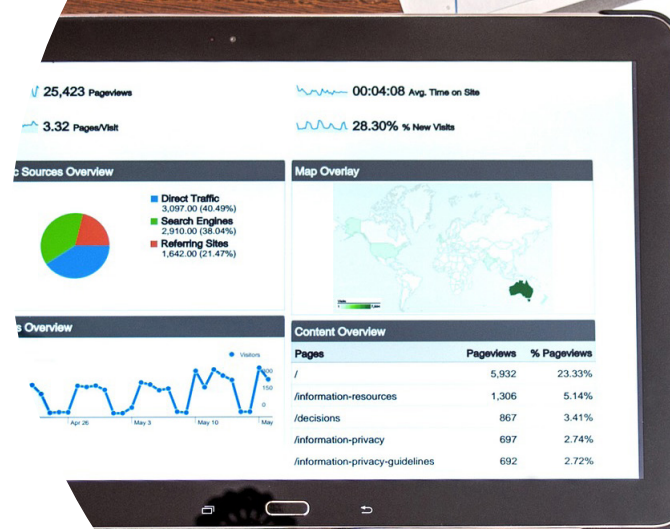 25,423 Pageviews
00:04:08 Avg. Time on Site
3.32 Pages/Visit
28.30% % New Visits
c Sources Overview
Direct Traffic
3,097.00 (40.49%)
Search Engines
2,910.00 (38.04%)
Referring Sites
1,642.00 (21.47%)
Map Overlay
s Overview
Visitors
150
0
Apr 26
May 3
May 10
May
Content Overview
Pages Pageviews % Pageviews
/ 5,932 23.33%
/information-resources 1,306 5.14%
/decisions 867 3.41%
/information-privacy 697 2.74%
/information-privacy-guidelines 692 2.72%